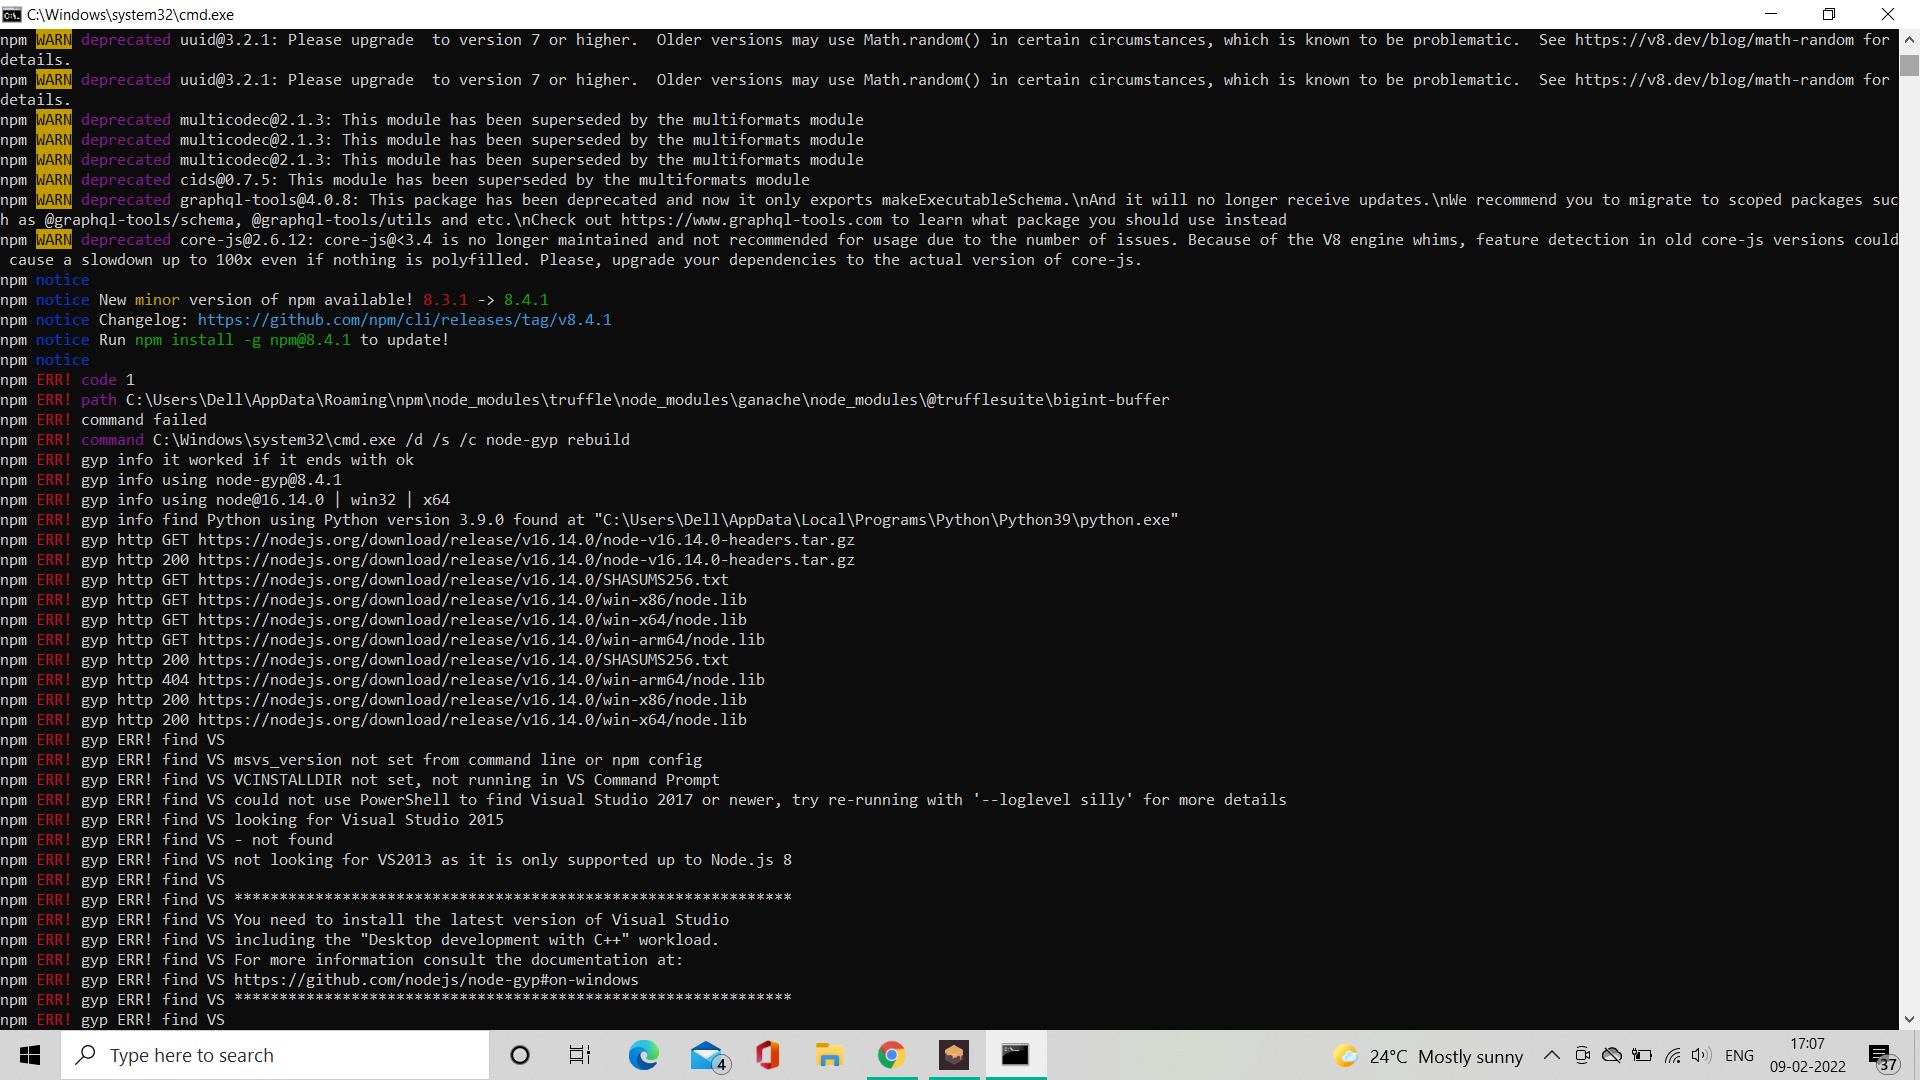 C:\Windows\system32\cmd.exe
npm WARN deprecated uuid@3.2.1: Please upgrade  to version 7 or higher.  Older versions may use Math.random() in certain circumstances, which is known to be problematic.  See https://v8.dev/blog/math-random for
details.
npm WARN deprecated uuid@3.2.1: Please upgrade  to version 7 or higher.  Older versions may use Math.random() in certain circumstances, which is known to be problematic.  See https://v8.dev/blog/math-random for
details.
npm WARN deprecated multicodec@2.1.3: This module has been superseded by the multiformats module
npm WARN deprecated multicodec@2.1.3: This module has been superseded by the multiformats module
npm WARN deprecated multicodec@2.1.3: This module has been superseded by the multiformats module
npm WARN deprecated cids@0.7.5: This module has been superseded by the multiformats module
npm WARN deprecated graphql-tools@4.0.8: This package has been deprecated and now it only exports makeExecutableSchema.\nAnd it will no longer receive updates.\nWe recommend you to migrate to scoped packages suc
h as @graphql-tools/schema, @graphql-tools/utils and etc.\nCheck out https://www.graphql-tools.com to learn what package you should use instead
npm WARN deprecated core-js@2.6.12: core-js@<3.4 is no longer maintained and not recommended for usage due to the number of issues. Because of the V8 engine whims, feature detection in old core-js versions could
 cause a slowdown up to 100x even if nothing is polyfilled. Please, upgrade your dependencies to the actual version of core-js.
npm notice
npm notice New minor version of npm available! 8.3.1 -> 8.4.1
npm notice Changelog: https://github.com/npm/cli/releases/tag/v8.4.1
npm notice Run npm install -g npm@8.4.1 to update!
npm notice
npm ERR! code 1
npm ERR! path C:\Users\Dell\AppData\Roaming\npm\node_modules\truffle\node_modules\ganache\node_modules\@trufflesuite\bigint-buffer
npm ERR! command failed
npm ERR! command C:\Windows\system32\cmd.exe /d /s /c node-gyp rebuild
npm ERR! gyp info it worked if it ends with ok
npm ERR! gyp info using node-gyp@8.4.1
npm ERR! gyp info using node@16.14.0 | win32 | x64
npm ERR! gyp info find Python using Python version 3.9.0 found at "C:\Users\Dell\AppData\Local\Programs\Python\Python39\python.exe"
npm ERR! gyp http GET https://nodejs.org/download/release/v16.14.0/node-v16.14.0-headers.tar.gz
npm ERR! gyp http 200 https://nodejs.org/download/release/v16.14.0/node-v16.14.0-headers.tar.gz
npm ERR! gyp http GET https://nodejs.org/download/release/v16.14.0/SHASUMS256.txt
npm ERR! gyp http GET https://nodejs.org/download/release/v16.14.0/win-x86/node.lib
npm ERR! gyp http GET https://nodejs.org/download/release/v16.14.0/win-x64/node.lib
npm ERR! gyp http GET https://nodejs.org/download/release/v16.14.0/win-arm64/node.lib
npm ERR! gyp http 200 https://nodejs.org/download/release/v16.14.0/SHASUMS256.txt
npm ERR! gyp http 404 https://nodejs.org/download/release/v16.14.0/win-arm64/node.lib
npm ERR! gyp http 200 https://nodejs.org/download/release/v16.14.0/win-x86/node.lib
npm ERR! gyp http 200 https://nodejs.org/download/release/v16.14.0/win-x64/node.lib
npm ERR! gyp ERR! find VS
npm ERR! gyp ERR! find VS msvs_version not set from command line or npm config
npm ERR! gyp ERR! find VS VCINSTALLDIR not set, not running in VS Command Prompt
npm ERR! gyp ERR! find VS could not use PowerShell to find Visual Studio 2017 or newer, try re-running with '--loglevel silly' for more details
npm ERR! gyp ERR! find VS looking for Visual Studio 2015
npm ERR! gyp ERR! find VS - not found
npm ERR! gyp ERR! find VS not looking for VS2013 as it is only supported up to Node.js 8
npm ERR! gyp ERR! find VS
npm ERR! gyp ERR! find VS **************************************************************
npm ERR! gyp ERR! find VS You need to install the latest version of Visual Studio
npm ERR! gyp ERR! find VS including the "Desktop development with C++" workload.
npm ERR! gyp ERR! find VS For more information consult the documentation at:
npm ERR! gyp ERR! find VS https://github.com/nodejs/node-gyp#on-windows
npm ERR! gyp ERR! find VS **************************************************************
npm ERR! gyp ERR! find VS
Type here to search
4
24°C Mostly sunny
ENG
17:07
09-02-2022
37